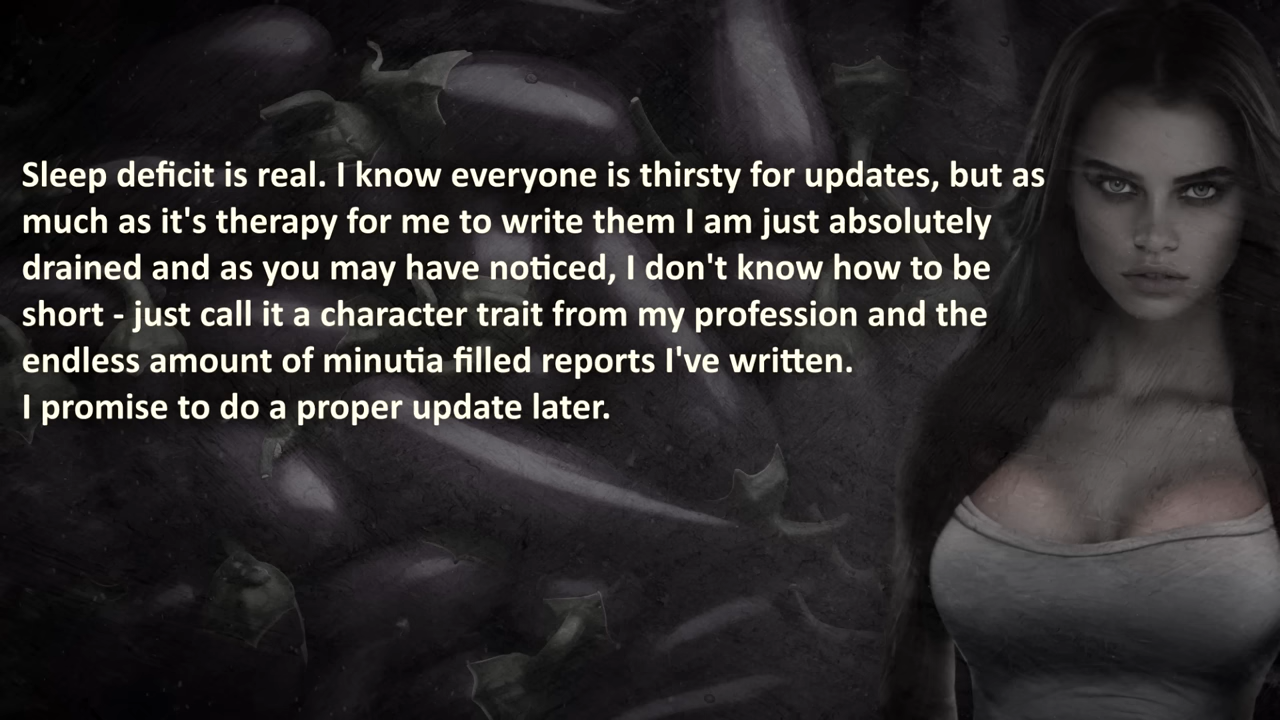 Sleep deficit is real. I know everyone is thirsty for updates, but as
much as it's therapy for me to write them I am just absolutely
drained and as you may have noticed, I don't know how to be
short - just call it a character trait from my profession and the
endless amount of minutia filled reports I've written.
I promise to do a proper update later.